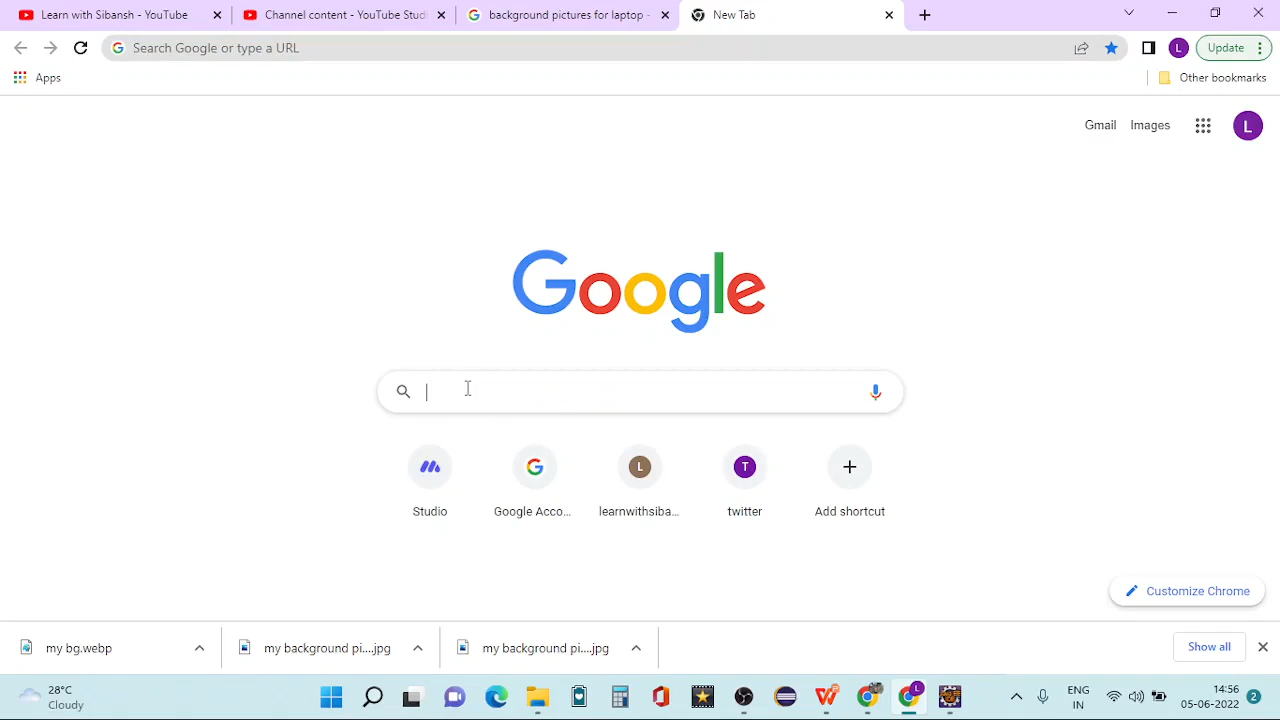 Learn with Sibansh - YouTube
Channel content - YouTube Studi
background pictures for laptop -
New Tab
Search Google or type a URL
L
Update
Apps
Other bookmarks
Gmail
Images
L
Google
Studio
Google Acco...
L
learnwithsiba...
T
twitter
Add shortcut
Customize Chrome
my bg.webp
my background pi....jpg
my background pi....jpg
Show all
28°C
Cloudy
L
ENG
IN
14:56
05-06-2022
2